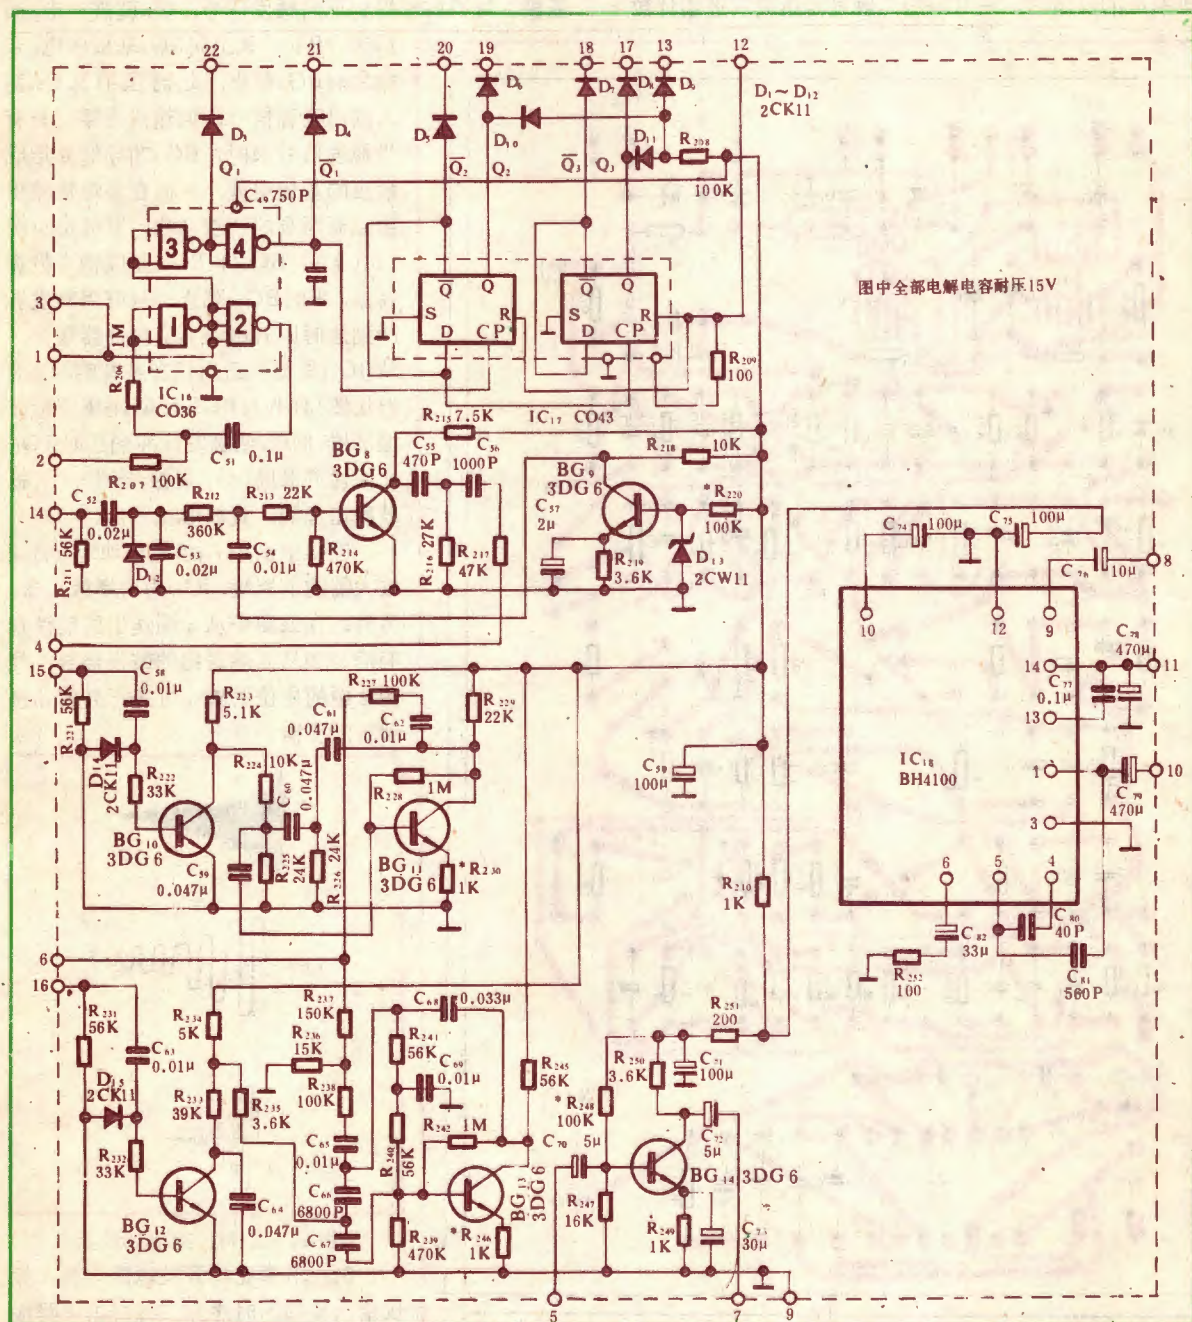 22 21 20 19 18 17 13 12
D₃ D₄ D₅ D₆ D₇ D₈ D₉
D₁～D₁₂
2CK11
D₁₀ D₁₁ R₂₀₈
100K
Q₁ Q̅₁ Q̅₂ Q₂ Q̅₃ Q₃
C₄₉ 750P
3 4
1 2
3
1
1M
R₂₀₆
IC₁₆
CO36
Q̅ Q
S R
D CP
Q̅ Q
S R
D CP
图中全部电解电容耐压15V
R₂₀₉
100
IC₁₇ CO43
2
R₂₀₇ 100K
C₅₁ 0.1μ
R₂₁₅ 7.5K
BG₈
3DG6
C₅₅
470P
C₅₆
1000P
R₂₁₈ 10K
BG₉
3DG6
*R₂₂₀
100K
14
C₅₂
0.02μ
R₂₁₁ 56K
R₂₁₂
360K
R₂₁₃ 22K
D₁₂
C₅₃
0.02μ
C₅₄
0.01μ
R₂₁₄
470K
R₂₁₆ 27K
R₂₁₇
47K
C₅₇
2μ
R₂₁₉
3.6K
D₁₃
2CW11
C₇₄ 100μ
C₇₅ 100μ
C₇₆ 10μ
8
4
10 12 9
15
C₅₈
0.01μ
R₂₂₁ 56K
D₁₄
2CK11
R₂₂₂
33K
R₂₂₃
5.1K
R₂₂₄ 10K
BG₁₀
3DG6
C₅₉
0.047μ
C₆₀
0.047μ
R₂₂₅
24K
R₂₂₆
24K
C₆₁
0.047μ
R₂₂₇ 100K
C₆₂
0.01μ
R₂₂₈
1M
R₂₂₉
22K
BG₁₁
3DG6
*R₂₃₀
1K
C₅₀
100μ
R₂₁₀
1K
14
13
1
3
C₇₇
0.1μ
C₇₈
470μ
11
IC₁₈
BH4100
C₇₉
470μ
10
6 5 4
C₈₀
40P
C₈₁
560P
C₈₂
33μ
R₂₅₂
100
6
16
R₂₃₁
56K
C₆₃
0.01μ
D₁₅
2CK11
R₂₃₂
33K
BG₁₂
3DG6
R₂₃₄
5K
R₂₃₃
39K
R₂₃₅
3.6K
C₆₄
0.047μ
R₂₃₆
15K
R₂₃₇
150K
R₂₃₈
100K
C₆₅
0.01μ
C₆₆
6800P
C₆₇
6800P
C₆₈ 0.033μ
R₂₄₁
56K
C₆₉
0.01μ
R₂₄₂ 1M
R₂₄₀
56K
R₂₃₉
470K
BG₁₃
3DG6
*R₂₄₆
1K
R₂₄₅
56K
R₂₅₁
200
R₂₅₀
3.6K
C₇₁
100μ
*R₂₄₈
100K
C₇₀ 5μ
C₇₂
5μ
BG₁₄ 3DG6
R₂₄₇
16K
R₂₄₉
1K
C₇₃
30μ
5 7 9